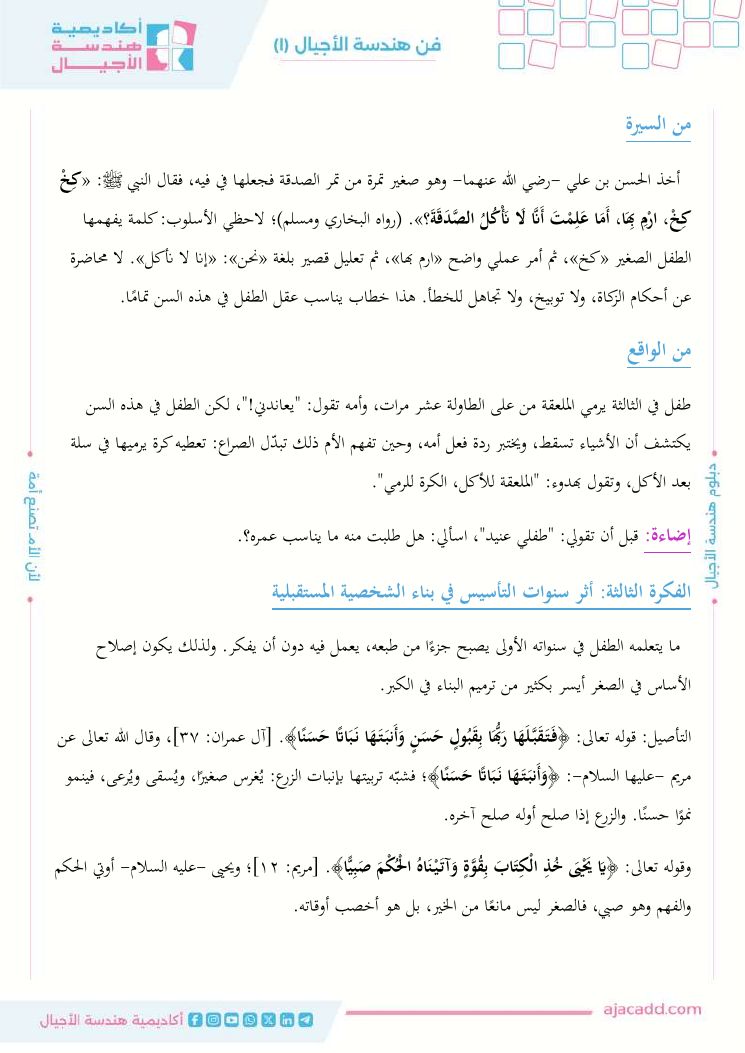 أكاديمية
هندسة
الأجيال
فن هندسة الأجيال (١)
من السيرة
أخذ الحسن بن علي –رضي الله عنهما– وهو صغير تمرة من تمر الصدقة فجعلها في فيه، فقال النبي ﷺ: «كِخْ
كِخْ، ارْمِ بِهَا، أَمَا عَلِمْتَ أَنَّا لَا نَأْكُلُ الصَّدَقَةَ؟». (رواه البخاري ومسلم)؛ لاحظي الأسلوب: كلمة يفهمها
الطفل الصغير «كخ»، ثم أمر عملي واضح «ارم بها»، ثم تعليل قصير بلغة «نحن»: «إنا لا نأكل». لا محاضرة
عن أحكام الزكاة، ولا توبيخ، ولا تجاهل للخطأ. هذا خطاب يناسب عقل الطفل في هذه السن تمامًا.
من الواقع
طفل في الثالثة يرمي الملعقة من على الطاولة عشر مرات، وأمه تقول: "يعاندني!"، لكن الطفل في هذه السن
يكتشف أن الأشياء تسقط، ويختبر ردة فعل أمه، وحين تفهم الأم ذلك تبدّل الصراع: تعطيه كرة يرميها في سلة
بعد الأكل، وتقول بهدوء: "الملعقة للأكل، الكرة للرمي".
إضاءة: قبل أن تقولي: "طفلي عنيد"، اسألي: هل طلبت منه ما يناسب عمره؟.
الفكرة الثالثة: أثر سنوات التأسيس في بناء الشخصية المستقبلية
ما يتعلمه الطفل في سنواته الأولى يصبح جزءًا من طبعه، يعمل فيه دون أن يفكر. ولذلك يكون إصلاح
الأساس في الصغر أيسر بكثير من ترميم البناء في الكبر.
التأصيل: قوله تعالى: ﴿فَتَقَبَّلَهَا رَبُّهَا بِقَبُولٍ حَسَنٍ وَأَنبَتَهَا نَبَاتًا حَسَنًا﴾. [آل عمران: ٣٧]، وقال الله تعالى عن
مريم –عليها السلام–: ﴿وَأَنبَتَهَا نَبَاتًا حَسَنًا﴾؛ فشبّه تربيتها بإنبات الزرع: يُغرس صغيرًا، ويُسقى ويُرعى، فينمو
نموًا حسنًا. والزرع إذا صلح أوله صلح آخره.
وقوله تعالى: ﴿يَا يَحْيَى خُذِ الْكِتَابَ بِقُوَّةٍ وَآتَيْنَاهُ الْحُكْمَ صَبِيًّا﴾. [مريم: ١٢]؛ ويحيى –عليه السلام– أوتي الحكم
والفهم وهو صبي، فالصغر ليس مانعًا من الخير، بل هو أخصب أوقاته.
دبلوم هندسة الأجيال
لأن الأم تصنع أمة
ajacadd.com
أكاديمية هندسة الأجيال